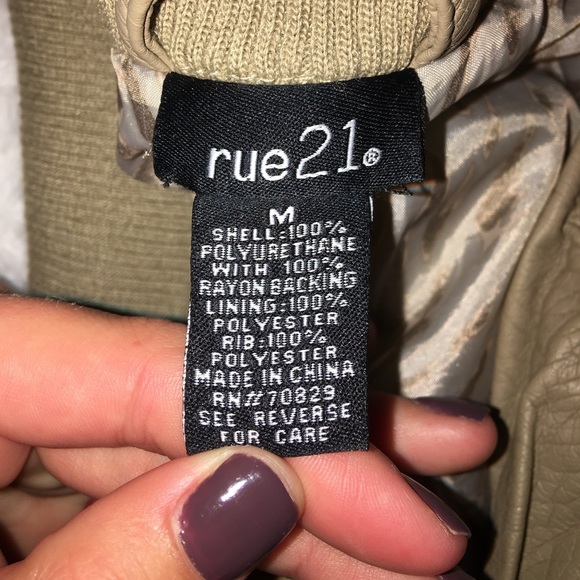 rue21®
M
SHELL:100%
POLYURETHANE
WITH 100%
RAYON BACKING
LINING:100%
POLYESTER
RIB:100%
POLYESTER
MADE IN CHINA
RN#70829
SEE REVERSE
FOR CARE